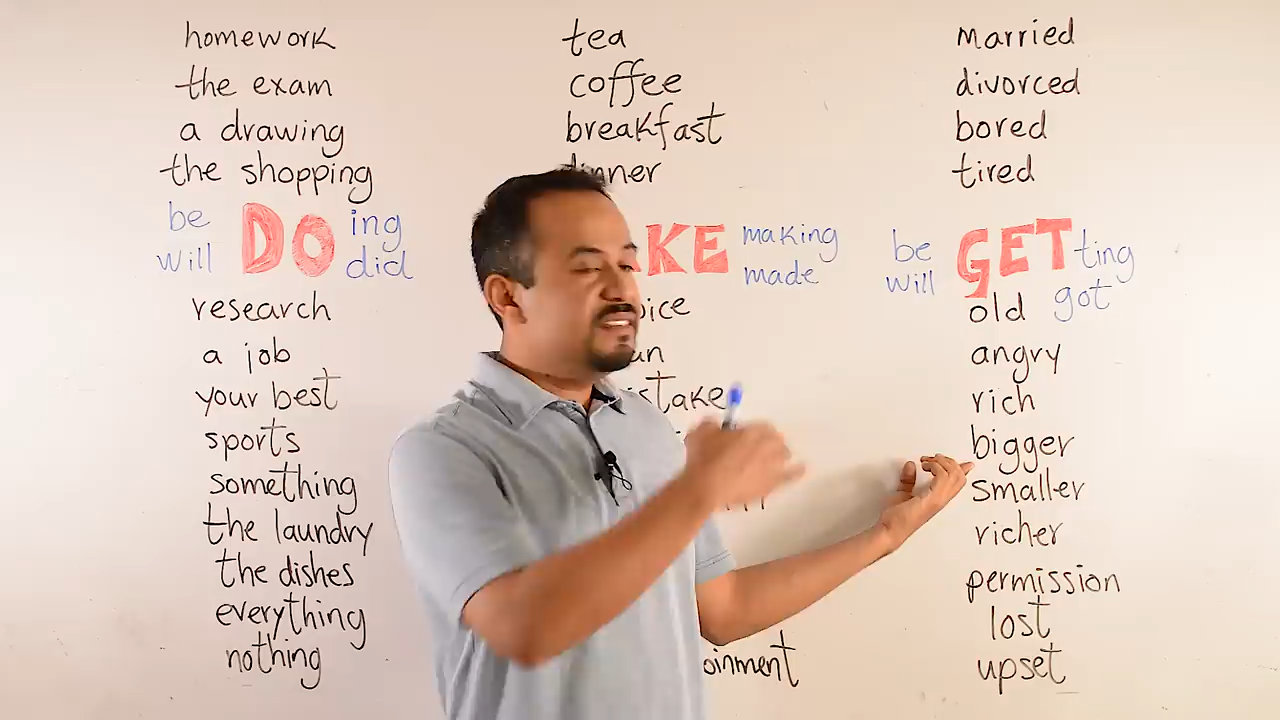 homework
the exam
a drawing
the shopping
be
will
DO
ing
did
research
a job
your best
sports
something
the laundry
the dishes
everything
nothing
tea
coffee
breakfast
dinner
KE
making
made
married
divorced
bored
tired
be
will
GET
ting
got
old
angry
rich
bigger
smaller
richer
permission
lost
upset